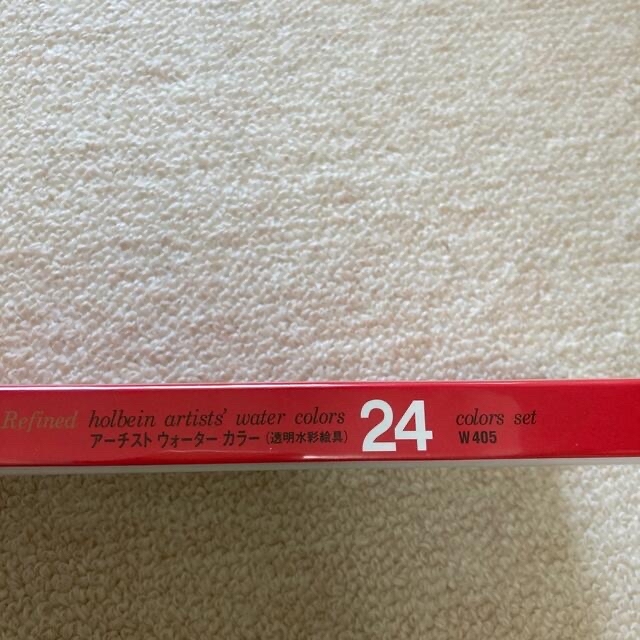 Refined holbein artists' water colors 24 colors set
アーチスト ウォーター カラー (透明水彩絵具) W405